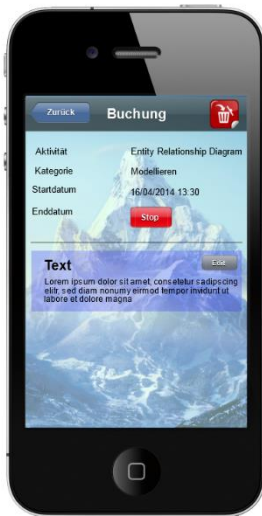 Zurück
Buchung
Aktivität Entity Relationship Diagram
Kategorie Modellieren
Startdatum 16/04/2014 13:30
Enddatum Stop
Text Edit
Lorem ipsum dolor sit amet, consetetur sadipscing
elitr, sed diam nonumy eirmod tempor invidunt ut
labore et dolore magna